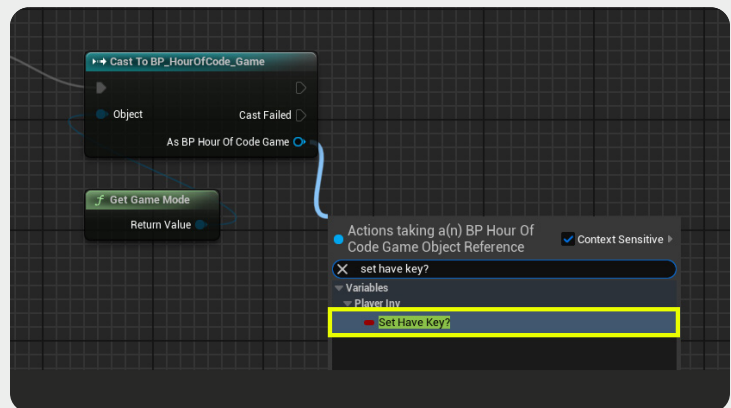 Cast To BP_HourOfCode_Game
Object
Cast Failed
As BP Hour Of Code Game
f Get Game Mode
Return Value
Actions taking a(n) BP Hour Of
Code Game Object Reference
Context Sensitive
set have key?
Variables
Player Inv
Set Have Key?